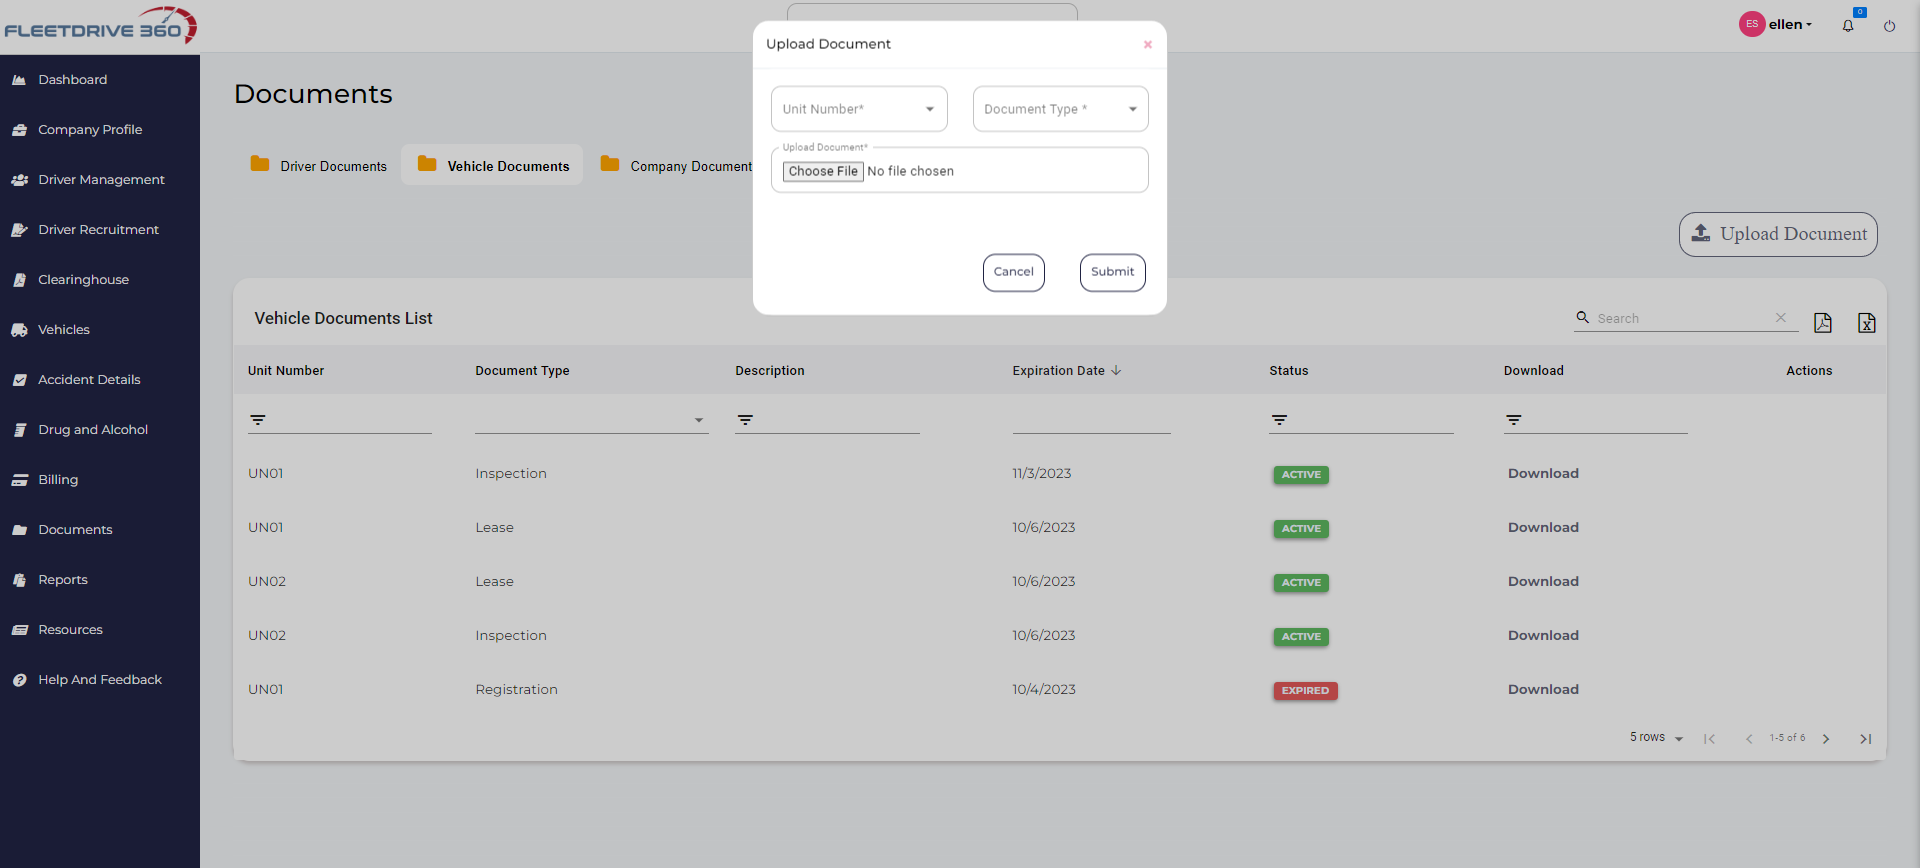 FLEETDRIVE 360
ES ellen
0
Dashboard
Company Profile
Driver Management
Driver Recruitment
Clearinghouse
Vehicles
Accident Details
Drug and Alcohol
Billing
Documents
Reports
Resources
Help And Feedback
Documents
Driver Documents
Vehicle Documents
Company Document
Upload Document
Upload Document
Unit Number*
Document Type *
Upload Document*
Choose File No file chosen
Cancel
Submit
Vehicle Documents List
Search
Unit Number Document Type Description Expiration Date Status Download Actions
UN01 Inspection 11/3/2023 ACTIVE Download
UN01 Lease 10/6/2023 ACTIVE Download
UN02 Lease 10/6/2023 ACTIVE Download
UN02 Inspection 10/6/2023 ACTIVE Download
UN01 Registration 10/4/2023 EXPIRED Download
5 rows 1-5 of 6